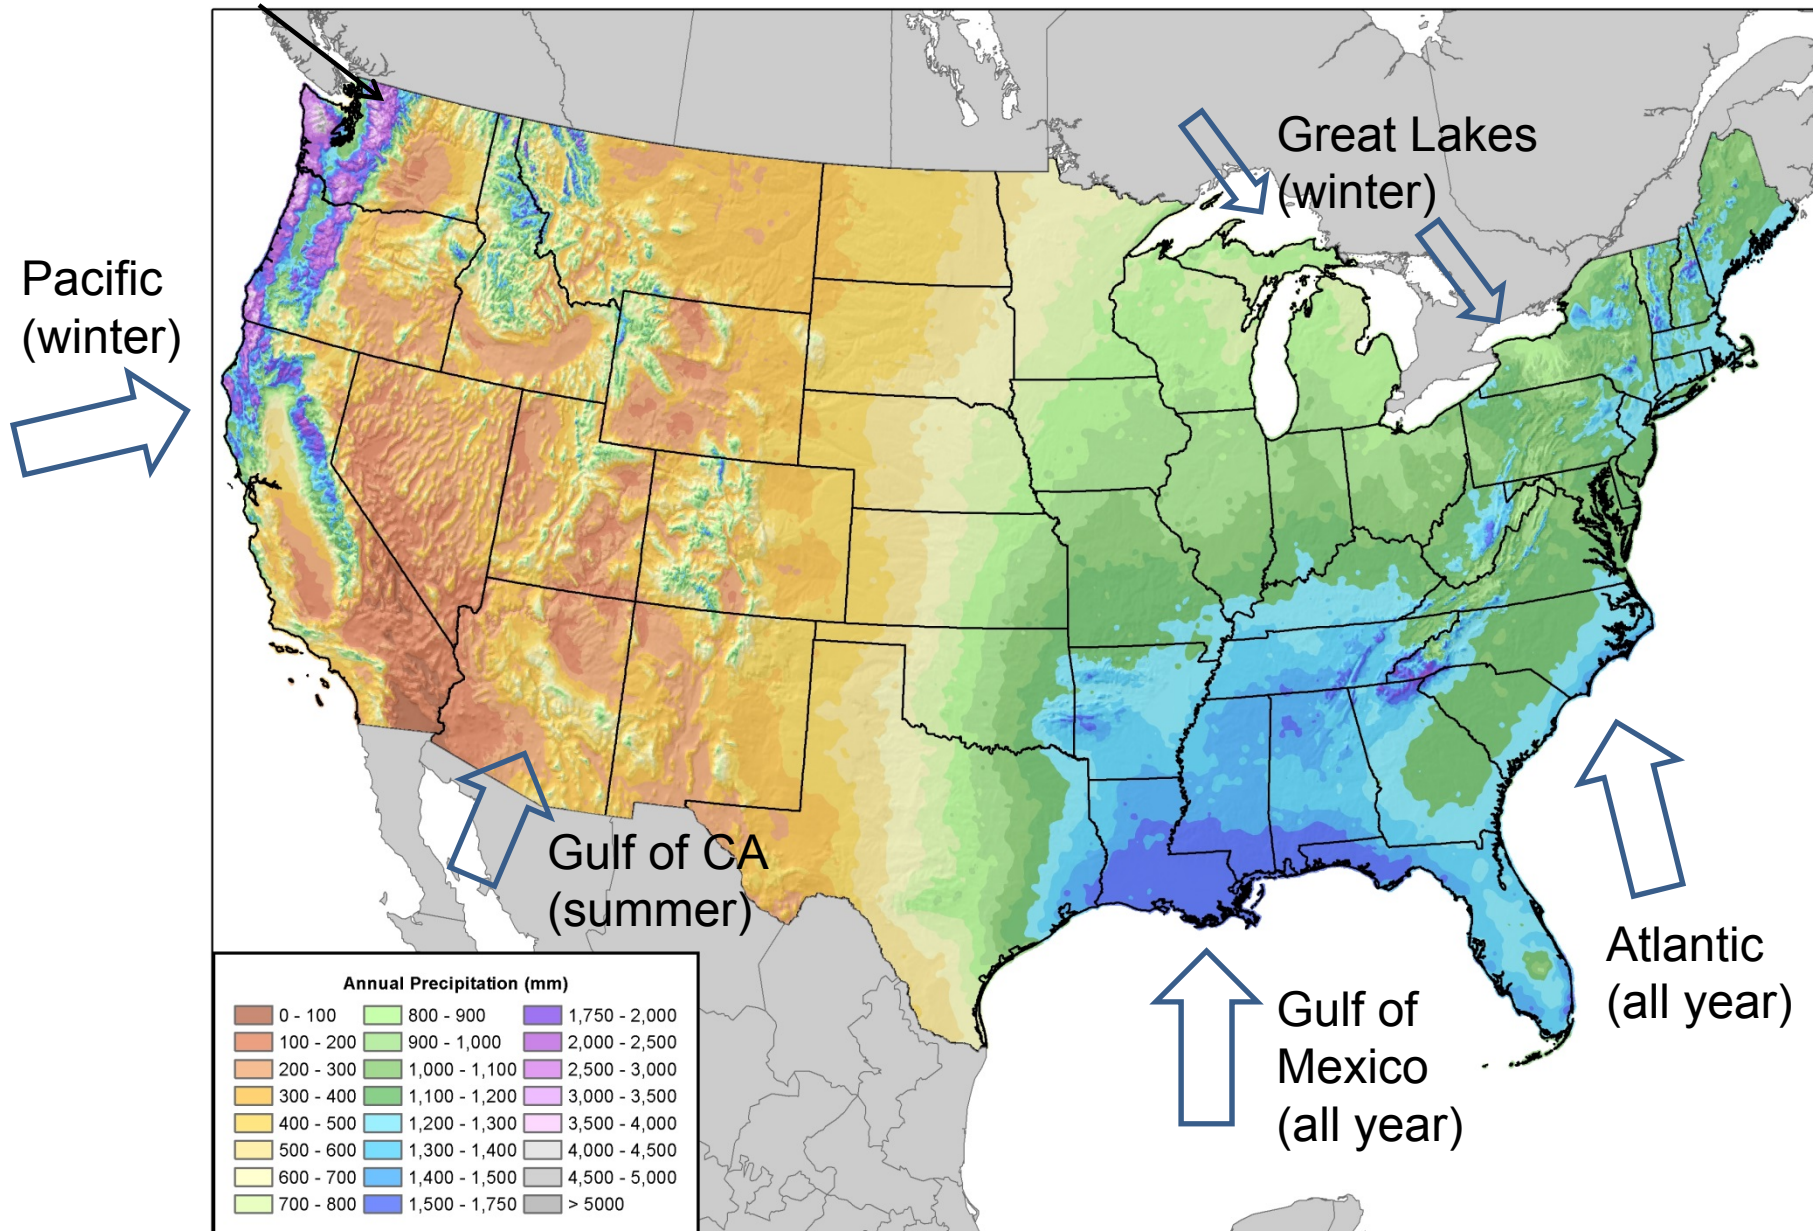 Great Lakes
(winter)
Pacific
(winter)
Gulf of CA
(summer)
Atlantic
(all year)
Gulf of
Mexico
(all year)
Annual Precipitation (mm)
0 - 100
100 - 200
200 - 300
300 - 400
400 - 500
500 - 600
600 - 700
700 - 800
800 - 900
900 - 1,000
1,000 - 1,100
1,100 - 1,200
1,200 - 1,300
1,300 - 1,400
1,400 - 1,500
1,500 - 1,750
1,750 - 2,000
2,000 - 2,500
2,500 - 3,000
3,000 - 3,500
3,500 - 4,000
4,000 - 4,500
4,500 - 5,000
> 5000